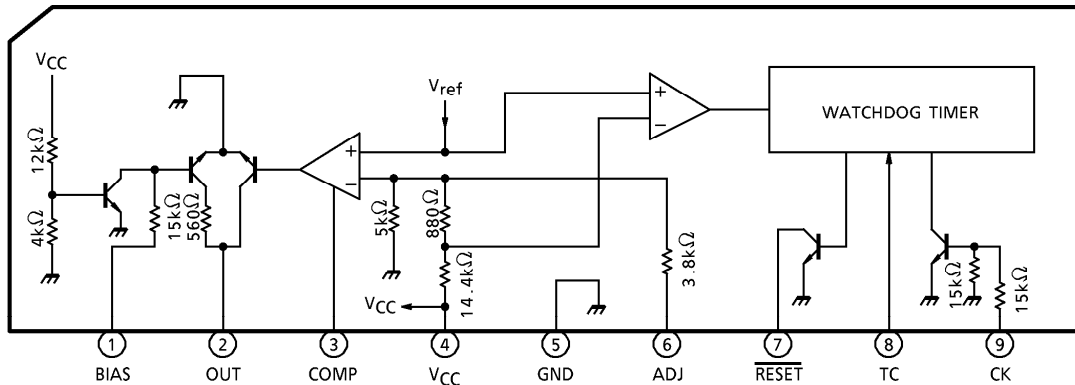 VCC
Vref
+
−
WATCHDOG TIMER
12kΩ
4kΩ
15kΩ
560Ω
+
−
5kΩ
880Ω
14.4kΩ
3.8kΩ
15kΩ
15kΩ
VCC
1
2
3
4
5
6
7
8
9
BIAS
OUT
COMP
VCC
GND
ADJ
RESET
TC
CK